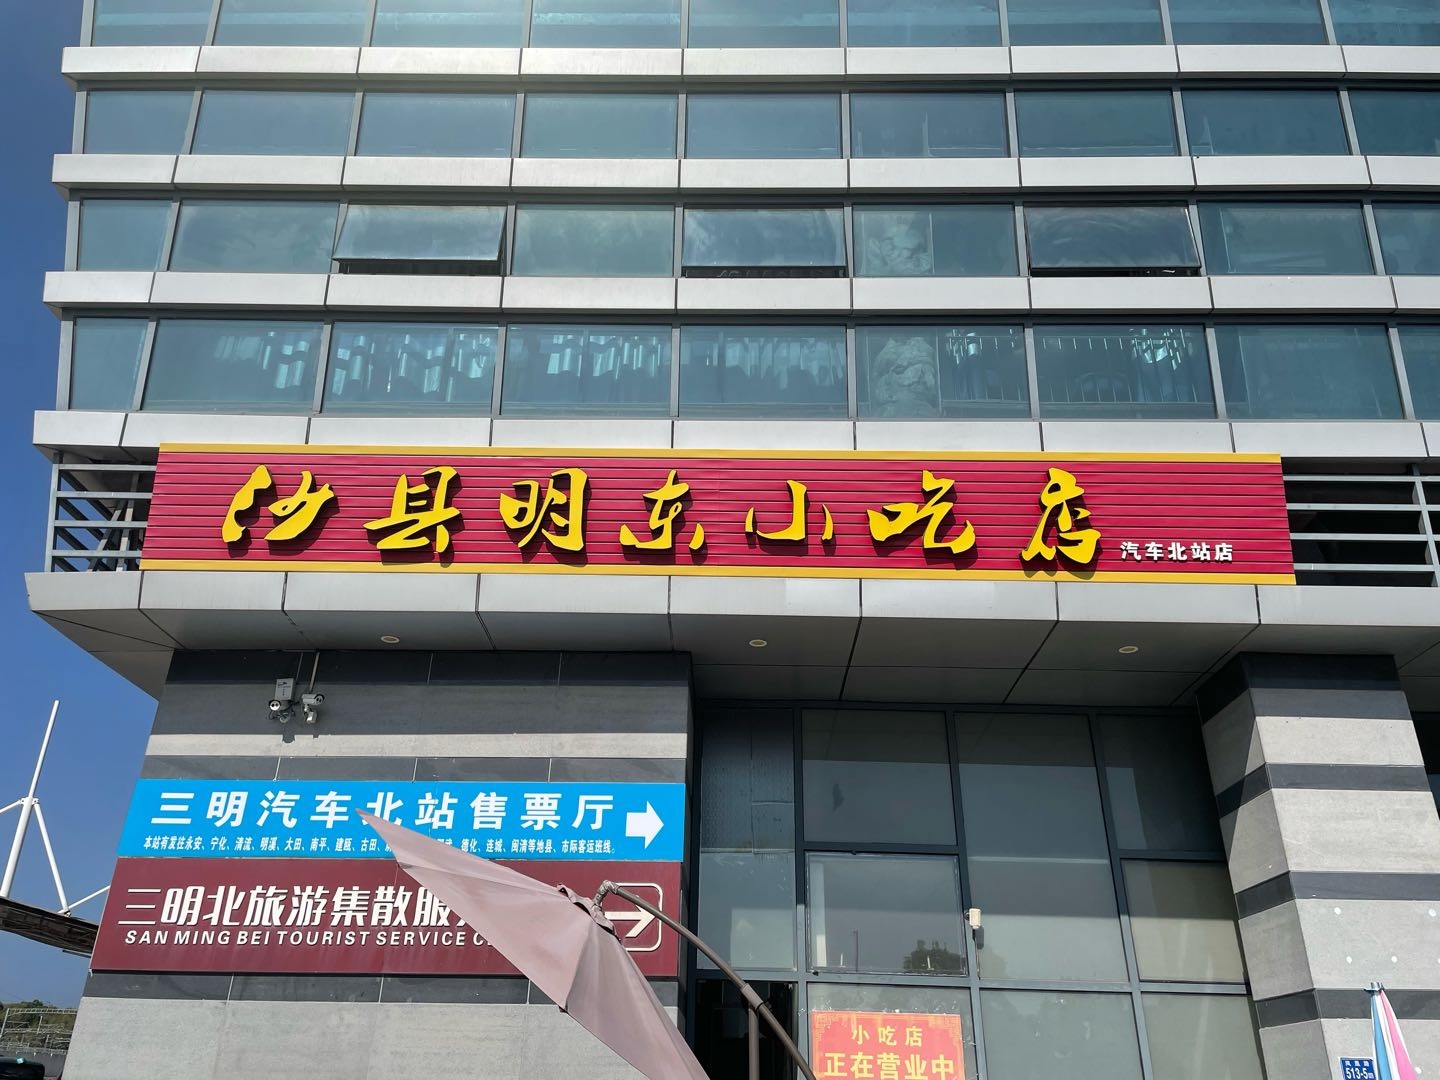 沙县明东小吃店
汽车北站店
三明汽车北站售票厅
本站有发往永安、宁化、清流、明溪、大田、南平、建瓯、古田、 德化、连城、闽清等地县、市际客运班线。
三明北旅游集散服
SAN MING BEI TOURIST SERVICE C
小吃店
正在营业中
513-5